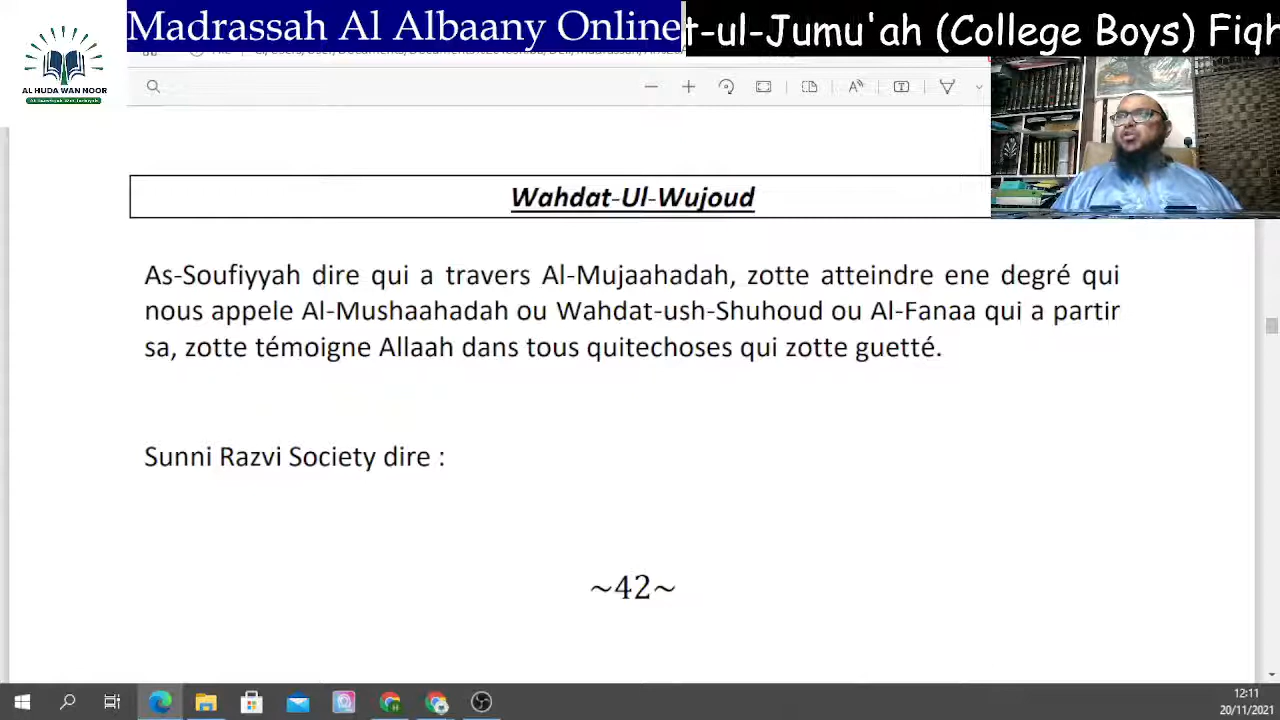 Madrassah Al Albaany Online
t-ul-Jumu'ah (College Boys) Fiqh
AL HUDA WAN NOOR
Wahdat-Ul-Wujoud
As-Soufiyyah dire qui a travers Al-Mujaahadah, zotte atteindre ene degré qui
nous appele Al-Mushaahadah ou Wahdat-ush-Shuhoud ou Al-Fanaa qui a partir
sa, zotte témoigne Allaah dans tous quitechoses qui zotte guetté.
Sunni Razvi Society dire :
~42~
12:11
20/11/2021